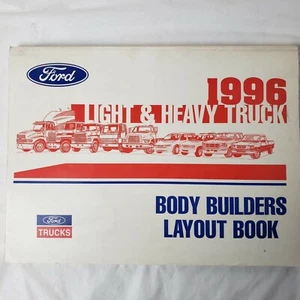 Ford
1996
LIGHT & HEAVY TRUCK
BODY BUILDERS
LAYOUT BOOK
Ford
TRUCKS